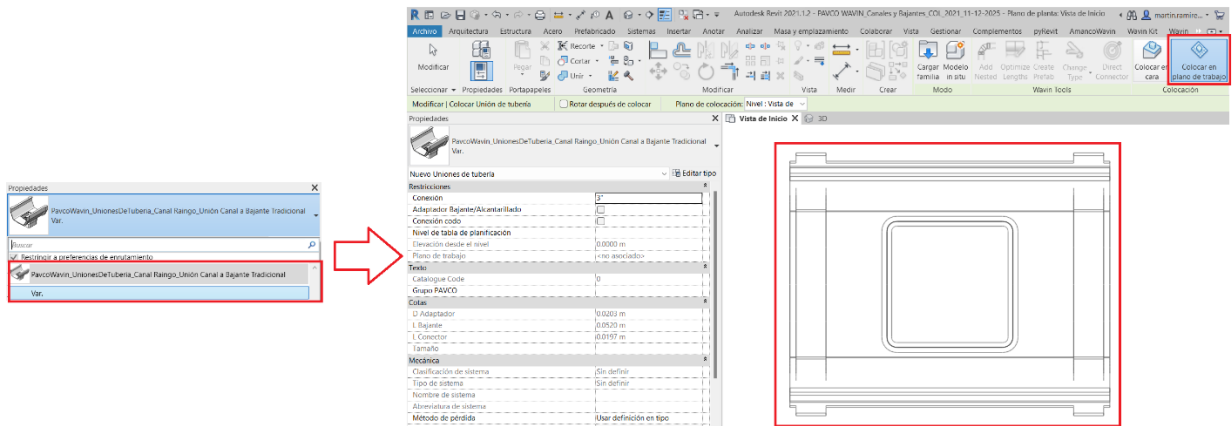 Propiedades
PavcoWavin_UnionesDeTuberia_Canal Raingo_Unión Canal a Bajante Tradicional
Var.
Buscar
Restringir a preferencias de enrutamiento
PavcoWavin_UnionesDeTuberia_Canal Raingo_Unión Canal a Bajante Tradicional
Var.
Autodesk Revit 2021.1.2 - PAVCO WAVIN_Canales y Bajantes_COL_2021_11-12-2025 - Plano de planta: Vista de Inicio
martin.ramire...
Archivo Arquitectura Estructura Acero Prefabricado Sistemas Insertar Anotar Analizar Masa y emplazamiento Colaborar Vista Gestionar Complementos pyRevit AmancoWavin Wavin Kit Wavin
Modificar
Pegar
Recorte
Cortar
Unir
Cargar familia
Modelo in situ
Add Nested
Optimize Lengths
Create Prefab
Change Type
Direct Connector
Colocar en cara
Colocar en plano de trabajo
Seleccionar Propiedades Portapapeles Geometría Modificar Vista Medir Crear Modo Wavin Tools Colocación
Modificar | Colocar Unión de tubería Rotar después de colocar Plano de colocación: Nivel : Vista de
Propiedades
Vista de Inicio 3D
PavcoWavin_UnionesDeTuberia_Canal Raingo_Unión Canal a Bajante Tradicional
Var.
Nuevo Uniones de tubería Editar tipo
Restricciones
Conexión 3"
Adaptador Bajante/Alcantarillado
Conexión codo
Nivel de tabla de planificación
Elevación desde el nivel 0.0000 m
Plano de trabajo <no asociado>
Texto
Catalogue Code 0
Grupo PAVCO
Cotas
D Adaptador 0.0203 m
L Bajante 0.0520 m
L Conector 0.0197 m
Tamaño
Mecánica
Clasificación de sistema Sin definir
Tipo de sistema Sin definir
Nombre de sistema
Abreviatura de sistema
Método de pérdida Usar definición en tipo